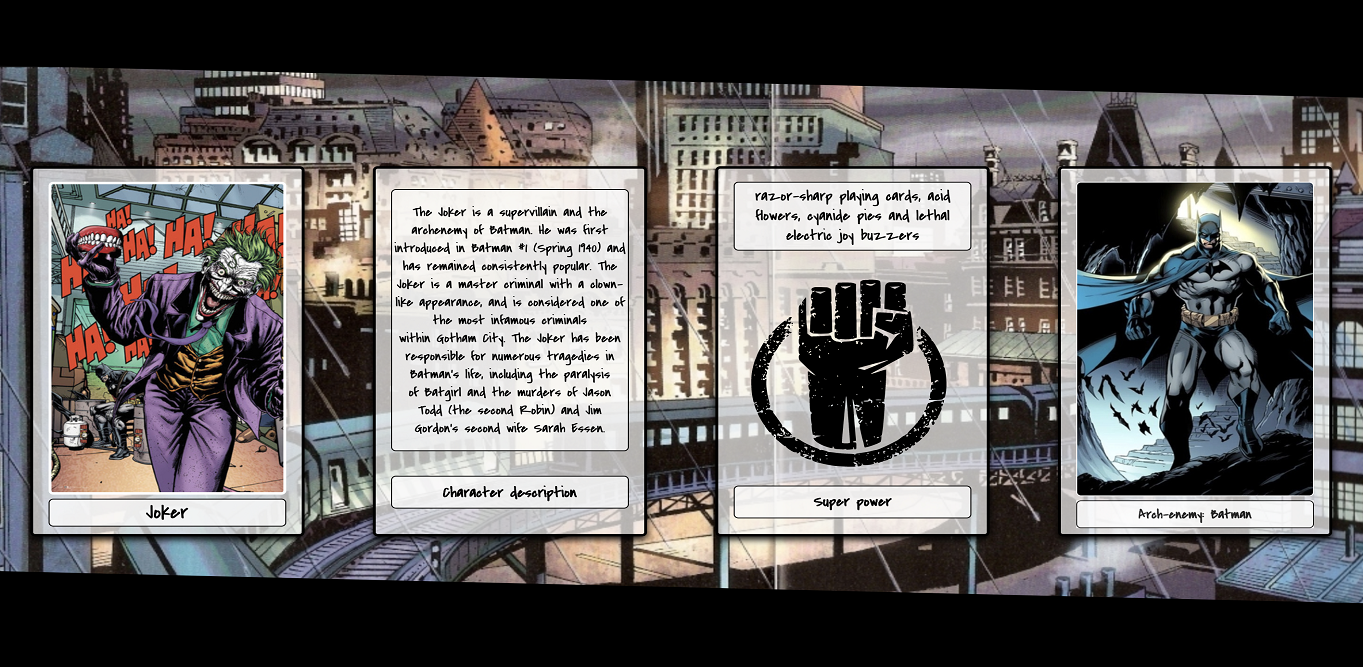 HA!
HA!
HA!
HA!
HA!
HA!
Joker
The Joker is a supervillain and the
archenemy of Batman. He was first
introduced in Batman #1 (Spring 1940) and
has remained consistently popular. The
Joker is a master criminal with a clown-
like appearance, and is considered one of
the most infamous criminals
within Gotham City. The Joker has been
responsible for numerous tragedies in
Batman's life, including the paralysis
of Batgirl and the murders of Jason
Todd (the second Robin) and Jim
Gordon's second wife Sarah Essen.
Character description
razor-sharp playing cards, acid
flowers, cyanide pies and lethal
electric joy buzzers
Super power
Arch-enemy: Batman